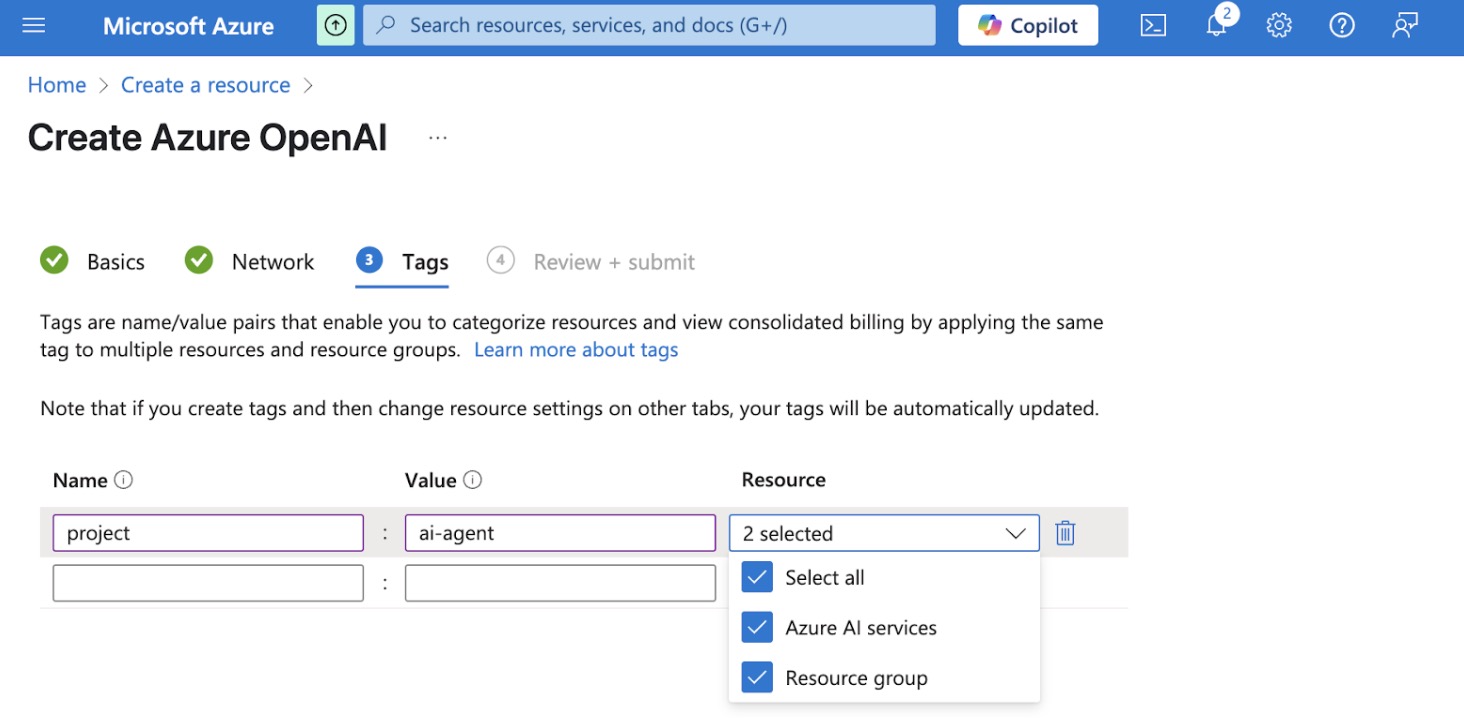 Microsoft Azure Search resources, services, and docs (G+/) Copilot 2
Home > Create a resource >
Create Azure OpenAI ...
Basics Network 3 Tags 4 Review + submit
Tags are name/value pairs that enable you to categorize resources and view consolidated billing by applying the same
tag to multiple resources and resource groups. Learn more about tags
Note that if you create tags and then change resource settings on other tabs, your tags will be automatically updated.
Name Value Resource
project : ai-agent 2 selected
:
Select all
Azure AI services
Resource group